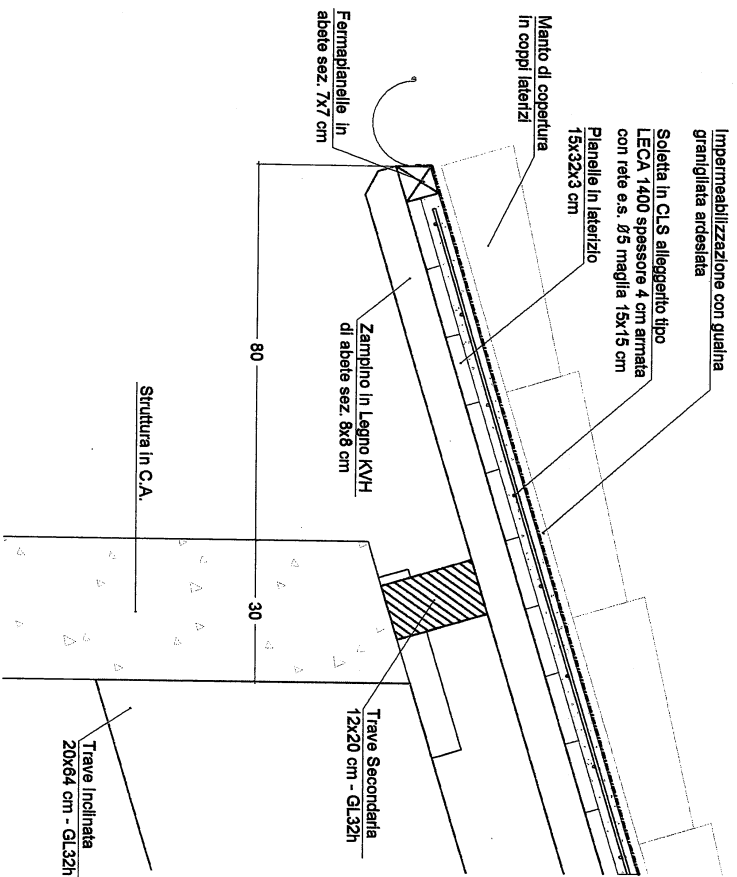 Impermeabilizzazione con guaina
granigliata ardesiata
Soletta in CLS alleggerito tipo
LECA 1400 spessore 4 cm armata
con rete e.s. Ø5 maglia 15x15 cm
Planelle in laterizio
15x32x3 cm
Manto di copertura
in coppi laterizi
Fermapianelle in
abete sez. 7x7 cm
Zampino in Legno KVH
di abete sez. 8x8 cm
80
30
Struttura in C.A.
Trave Secondaria
12x20 cm - GL32h
Trave Inclinata
20x64 cm - GL32h